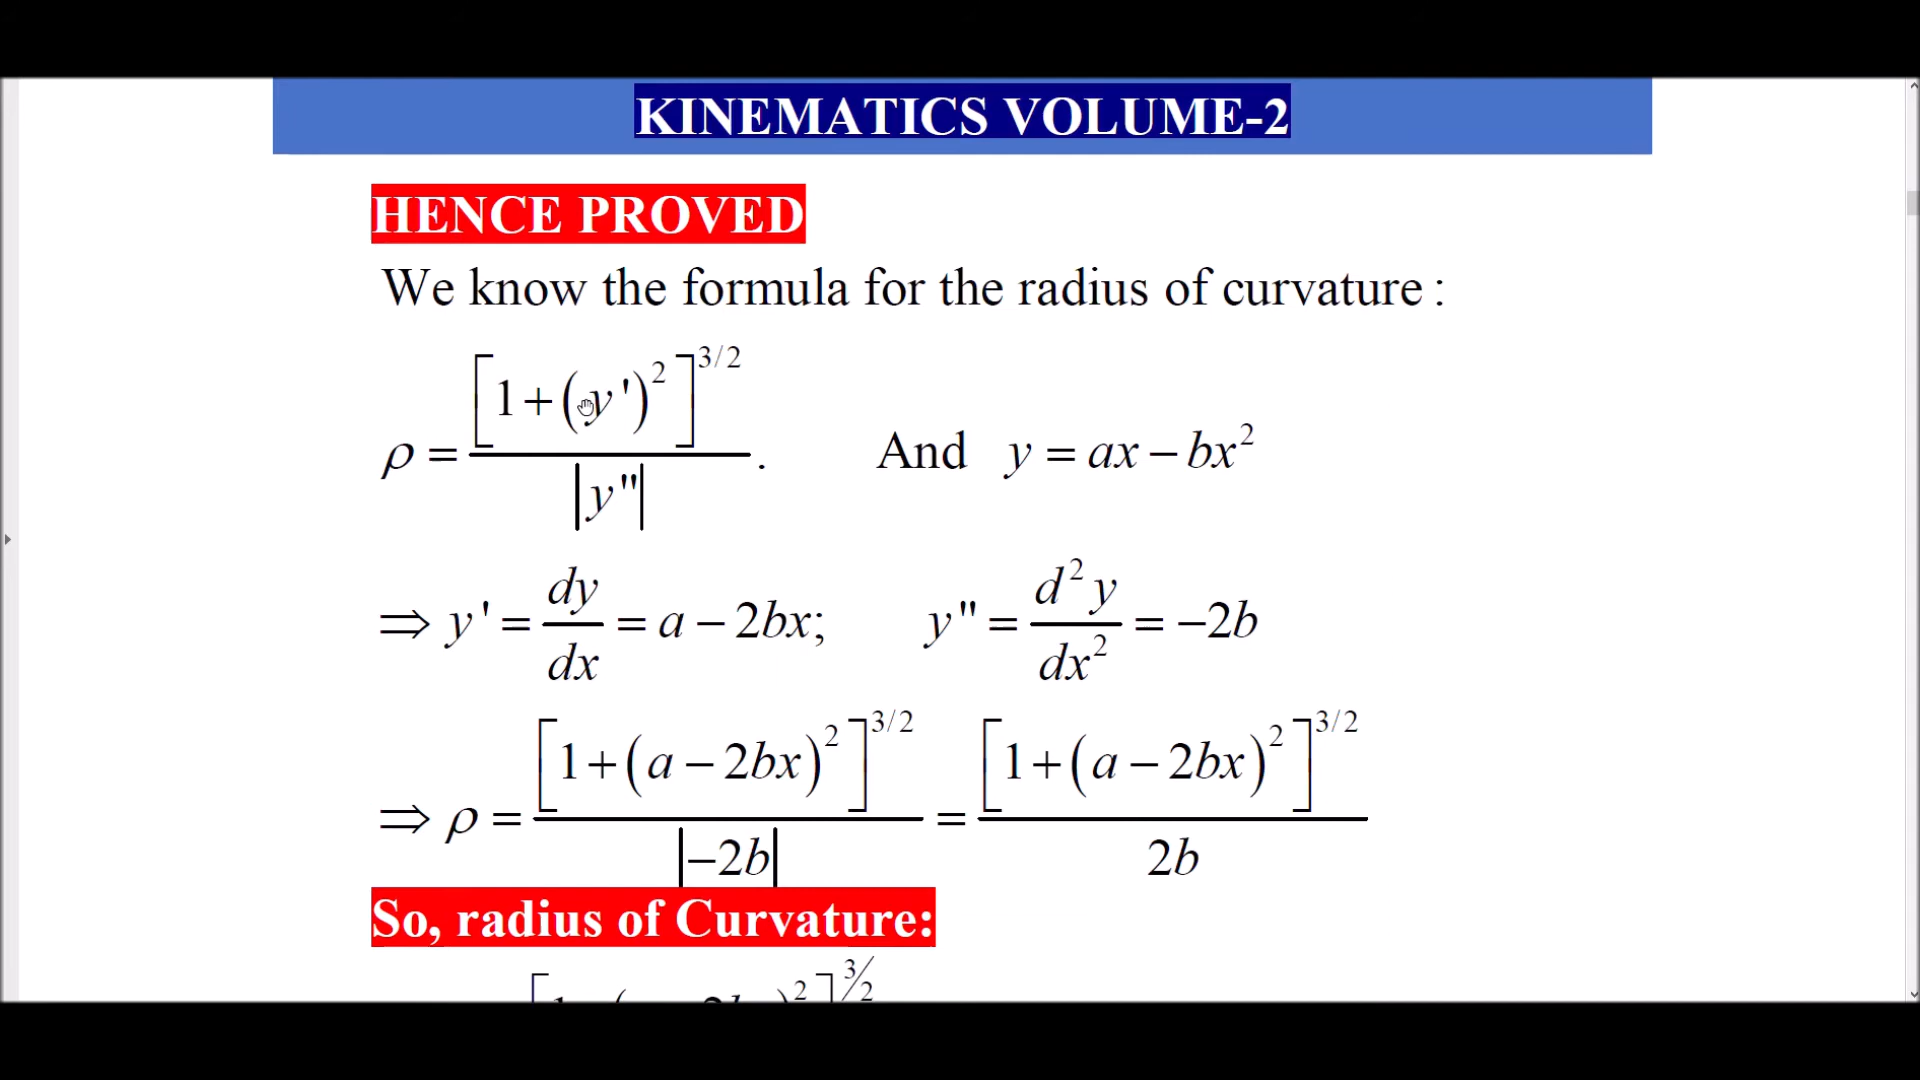 KINEMATICS VOLUME-2
HENCE PROVED
We know the formula for the radius of curvature :
ρ = [1 + (y')²]^{3/2} / |y''| . And y = ax − bx²
⇒ y' = dy/dx = a − 2bx; y'' = d²y/dx² = −2b
⇒ ρ = [1 + (a − 2bx)²]^{3/2} / |−2b| = [1 + (a − 2bx)²]^{3/2} / 2b
So, radius of Curvature: